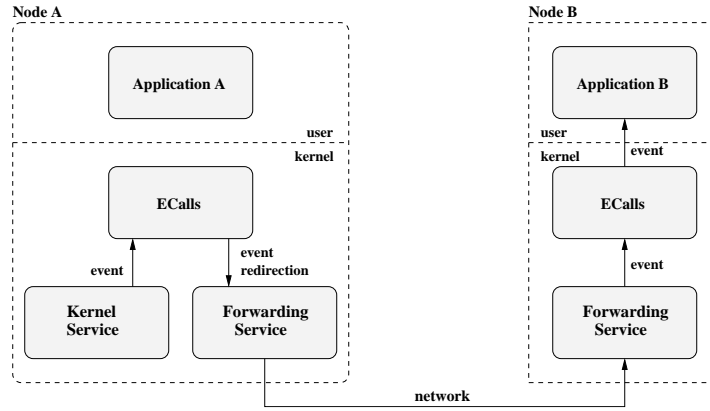 Node A
Node B
Application A
Application B
user
kernel
user
kernel
event
ECalls
ECalls
event
event
redirection
event
Kernel
Service
Forwarding
Service
Forwarding
Service
network